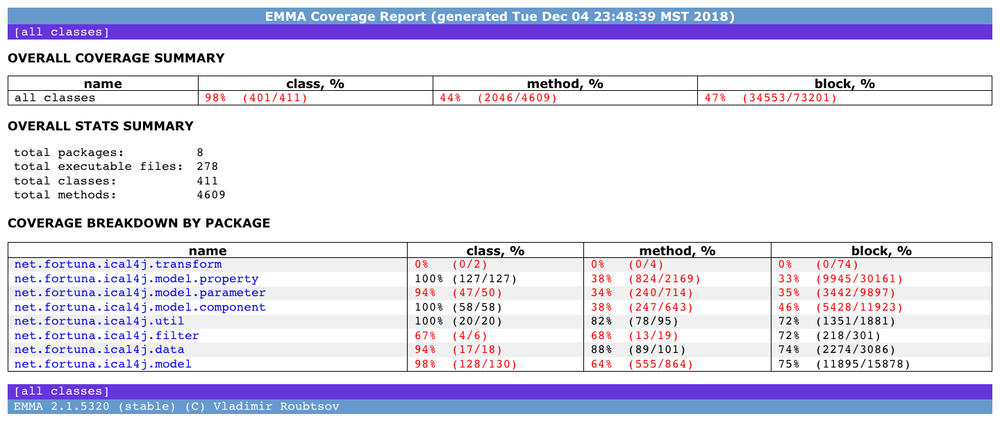 EMMA Coverage Report (generated Tue Dec 04 23:48:39 MST 2018)
[all classes]
OVERALL COVERAGE SUMMARY
name class, % method, % block, %
all classes 98% (401/411) 44% (2046/4609) 47% (34553/73201)
OVERALL STATS SUMMARY
total packages: 8
total executable files: 278
total classes: 411
total methods: 4609
COVERAGE BREAKDOWN BY PACKAGE
name class, % method, % block, %
net.fortuna.ical4j.transform 0% (0/2) 0% (0/4) 0% (0/74)
net.fortuna.ical4j.model.property 100% (127/127) 38% (824/2169) 33% (9945/30161)
net.fortuna.ical4j.model.parameter 94% (47/50) 34% (240/714) 35% (3442/9897)
net.fortuna.ical4j.model.component 100% (58/58) 38% (247/643) 46% (5428/11923)
net.fortuna.ical4j.util 100% (20/20) 82% (78/95) 72% (1351/1881)
net.fortuna.ical4j.filter 67% (4/6) 68% (13/19) 72% (218/301)
net.fortuna.ical4j.data 94% (17/18) 88% (89/101) 74% (2274/3086)
net.fortuna.ical4j.model 98% (128/130) 64% (555/864) 75% (11895/15878)
[all classes]
EMMA 2.1.5320 (stable) (C) Vladimir Roubtsov